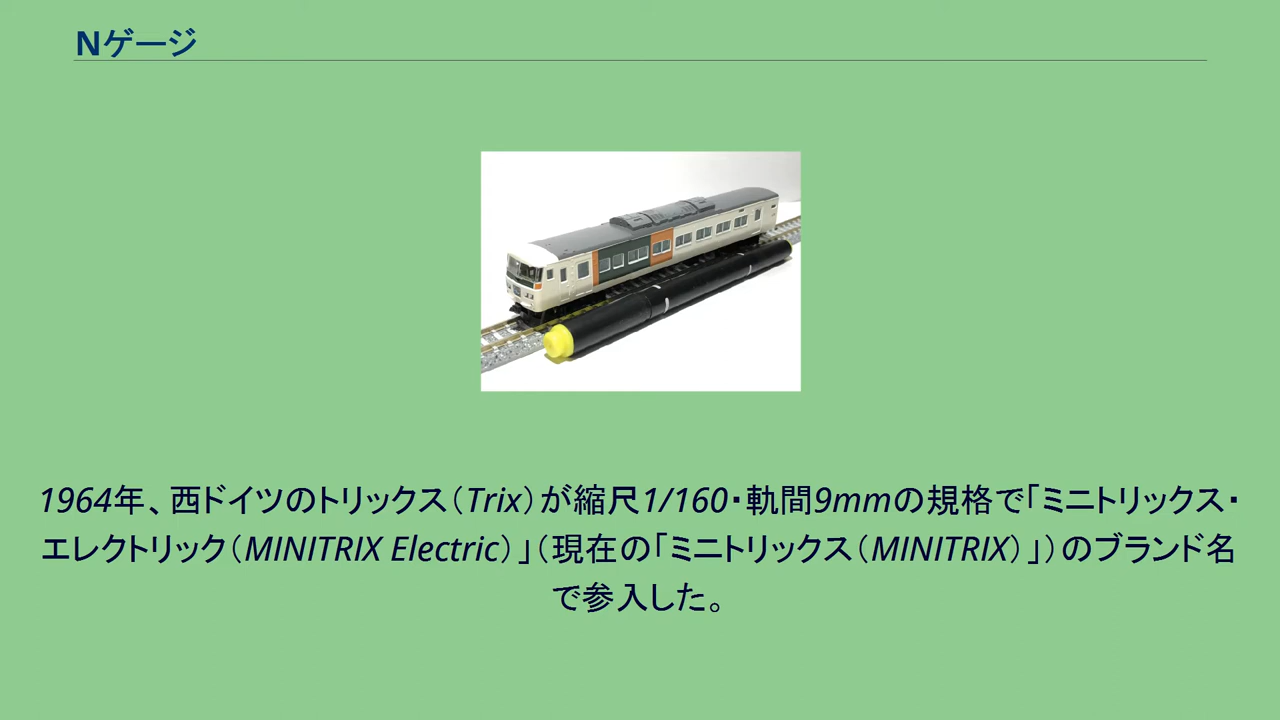 Nゲージ
1964年、西ドイツのトリックス（Trix）が縮尺1/160・軌間9mmの規格で「ミニトリックス・
エレクトリック（MINITRIX Electric）」（現在の「ミニトリックス（MINITRIX）」）のブランド名
で参入した。